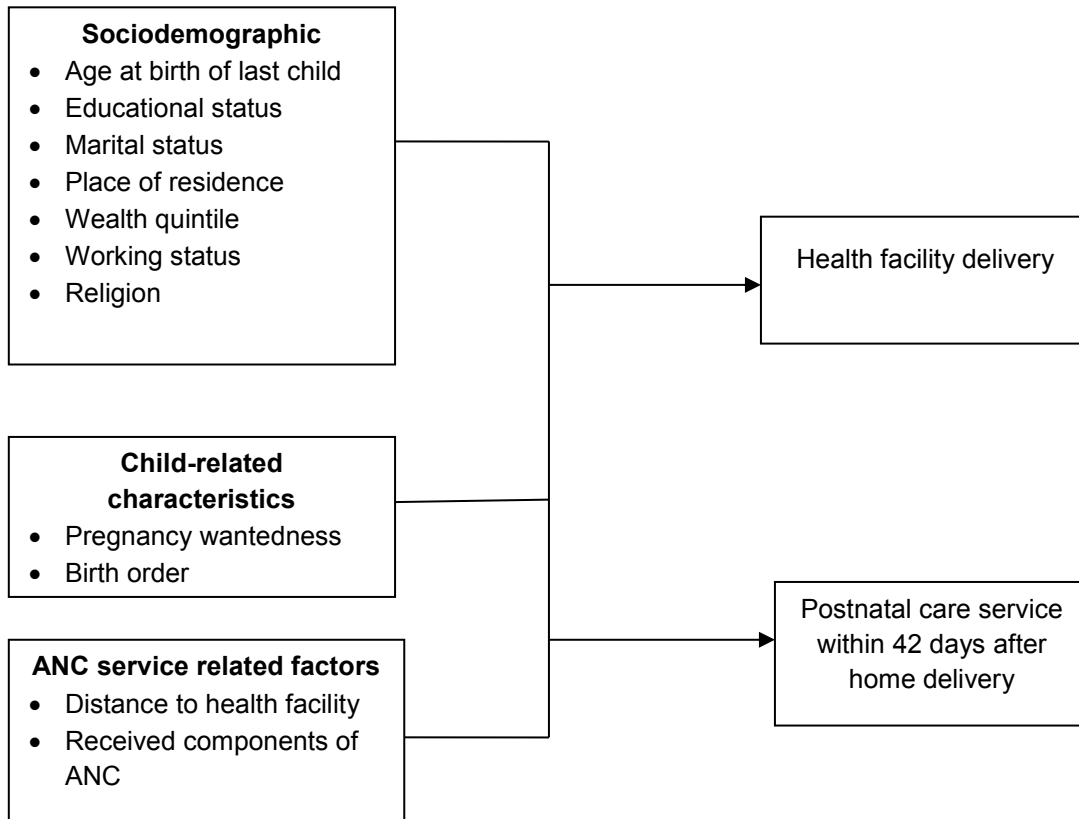 Sociodemographic
• Age at birth of last child
• Educational status
• Marital status
• Place of residence
• Wealth quintile
• Working status
• Religion
Child-related
characteristics
• Pregnancy wantedness
• Birth order
ANC service related factors
• Distance to health facility
• Received components of
ANC
Health facility delivery
Postnatal care service
within 42 days after
home delivery